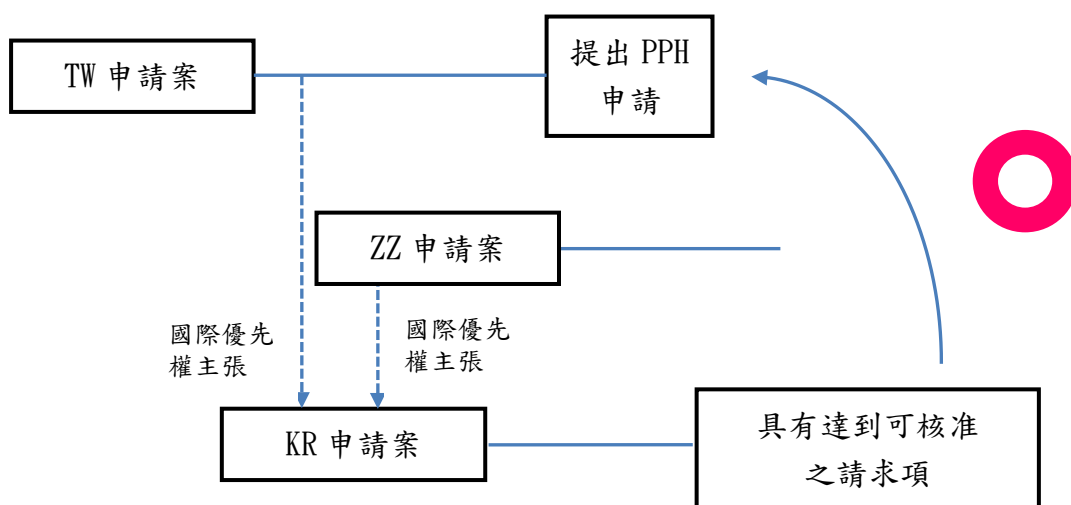 TW 申請案
提出 PPH
申請
ZZ 申請案
國際優先
權主張
國際優先
權主張
KR 申請案
具有達到可核准
之請求項